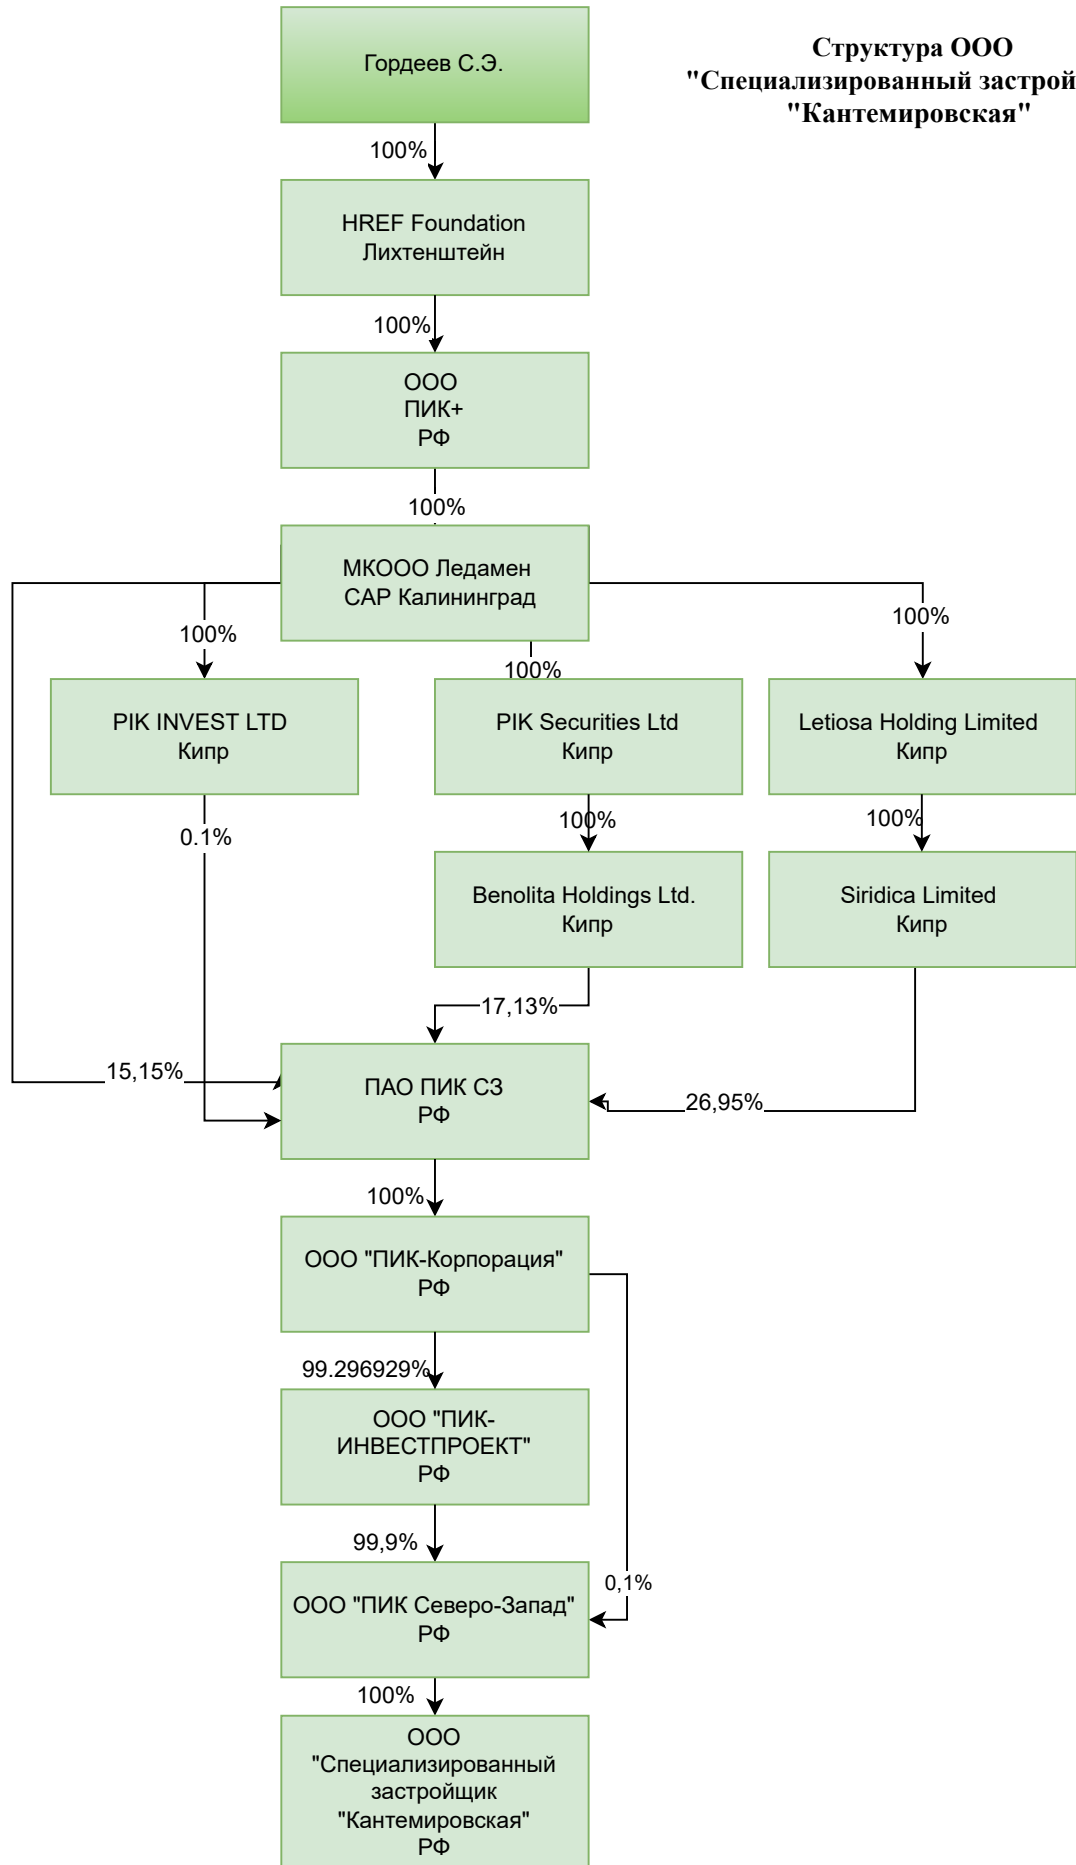 Гордеев С.Э.
Структура ООО
"Специализированный застрой
"Кантемировская"
100%
HREF Foundation
Лихтенштейн
100%
ООО
ПИК+
РФ
100%
МКООО Ледамен
САР Калининград
100%
100%
100%
PIK INVEST LTD
Кипр
PIK Securities Ltd
Кипр
Letiosa Holding Limited
Кипр
0.1%
100%
100%
Benolita Holdings Ltd.
Кипр
Siridica Limited
Кипр
17,13%
15,15%
ПАО ПИК СЗ
РФ
26,95%
100%
ООО "ПИК-Корпорация"
РФ
99.296929%
ООО "ПИК-
ИНВЕСТПРОЕКТ"
РФ
99,9%
0,1%
ООО "ПИК Северо-Запад"
РФ
100%
ООО
"Специализированный
застройщик
"Кантемировская"
РФ